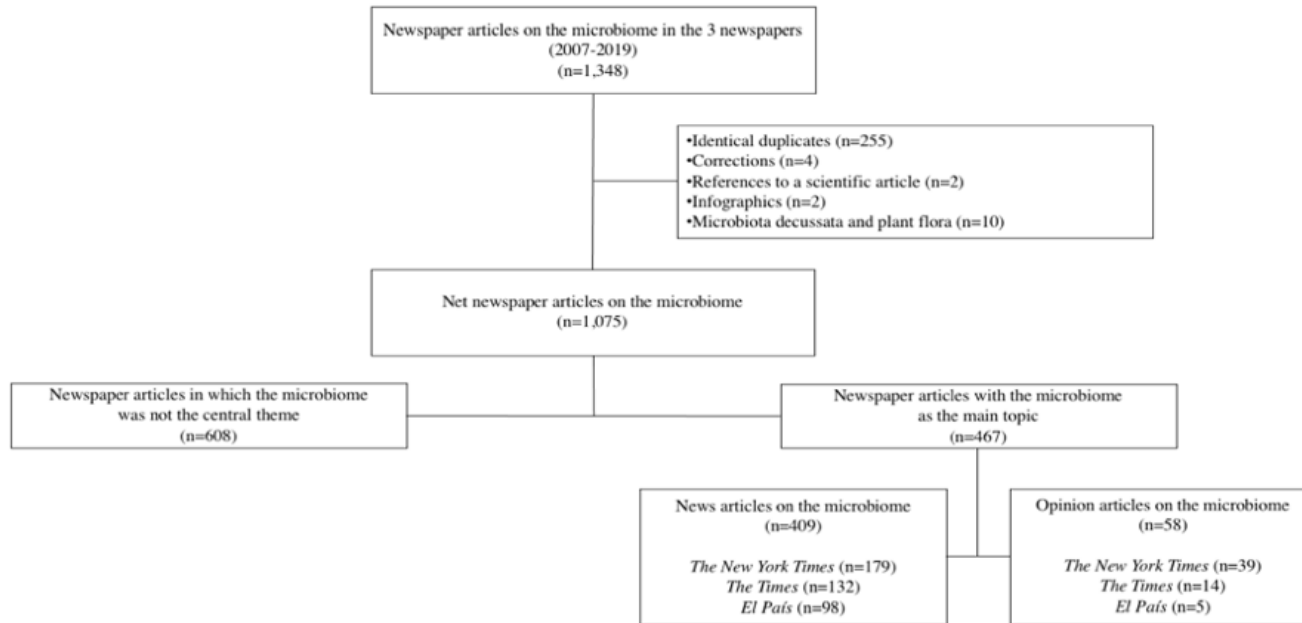 Newspaper articles on the microbiome in the 3 newspapers
(2007-2019)
(n=1,348)
•Identical duplicates (n=255)
•Corrections (n=4)
•References to a scientific article (n=2)
•Infographics (n=2)
•Microbiota decussata and plant flora (n=10)
Net newspaper articles on the microbiome
(n=1,075)
Newspaper articles in which the microbiome
was not the central theme
(n=608)
Newspaper articles with the microbiome
as the main topic
(n=467)
News articles on the microbiome
(n=409)
The New York Times (n=179)
The Times (n=132)
El País (n=98)
Opinion articles on the microbiome
(n=58)
The New York Times (n=39)
The Times (n=14)
El País (n=5)